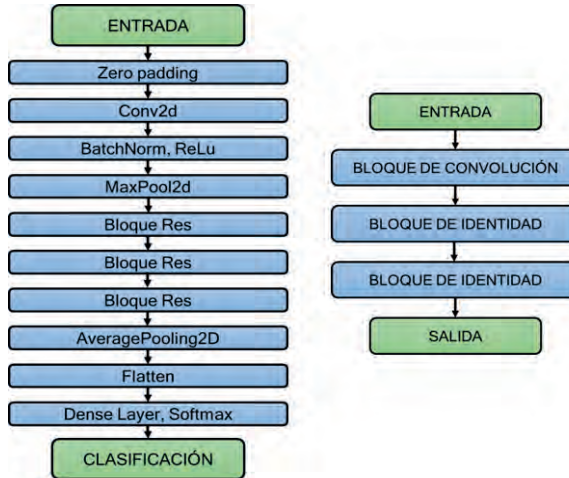 ENTRADA
Zero padding
Conv2d
BatchNorm, ReLu
MaxPool2d
Bloque Res
Bloque Res
Bloque Res
AveragePooling2D
Flatten
Dense Layer, Softmax
CLASIFICACIÓN
ENTRADA
BLOQUE DE CONVOLUCIÓN
BLOQUE DE IDENTIDAD
BLOQUE DE IDENTIDAD
SALIDA